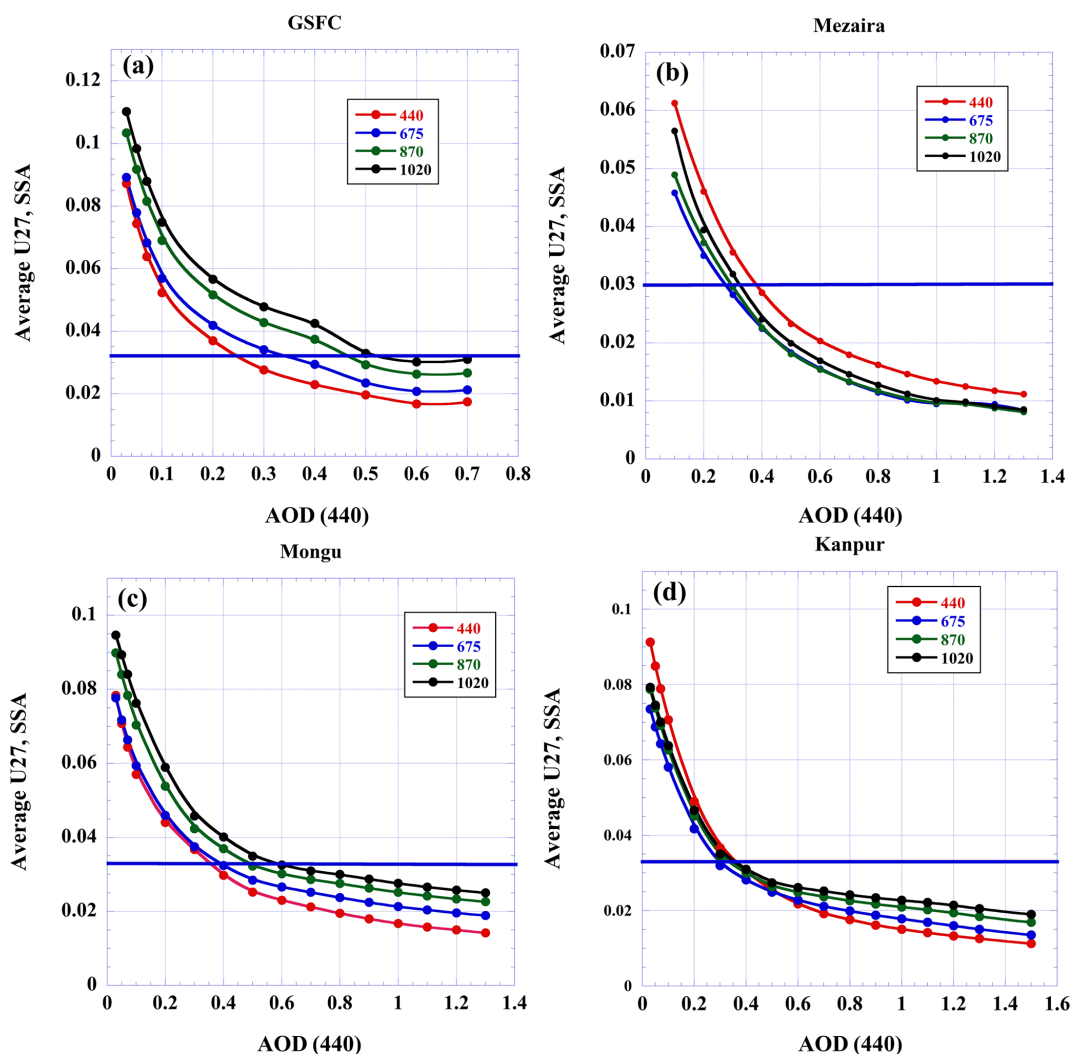 GSFC
(a)
440
675
870
1020
Average U27, SSA
0.12
0.1
0.08
0.06
0.04
0.02
0
0 0.1 0.2 0.3 0.4 0.5 0.6 0.7 0.8
AOD (440)
Mezaira
(b)
440
675
870
1020
Average U27, SSA
0.07
0.06
0.05
0.04
0.03
0.02
0.01
0
0 0.2 0.4 0.6 0.8 1 1.2 1.4
AOD (440)
Mongu
(c)
440
675
870
1020
Average U27, SSA
0.1
0.08
0.06
0.04
0.02
0
0 0.2 0.4 0.6 0.8 1 1.2 1.4
AOD (440)
Kanpur
(d)
440
675
870
1020
Average U27, SSA
0.1
0.08
0.06
0.04
0.02
0
0 0.2 0.4 0.6 0.8 1 1.2 1.4 1.6
AOD (440)